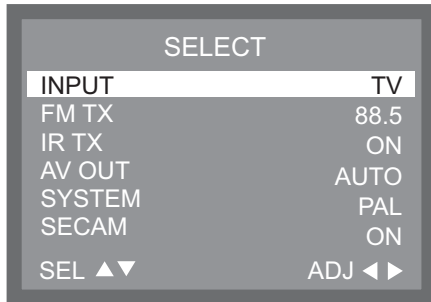 SELECT
INPUT TV
FM TX 88.5
IR TX ON
AV OUT AUTO
SYSTEM PAL
SECAM ON
SEL ▲▼ ADJ ◀ ▶